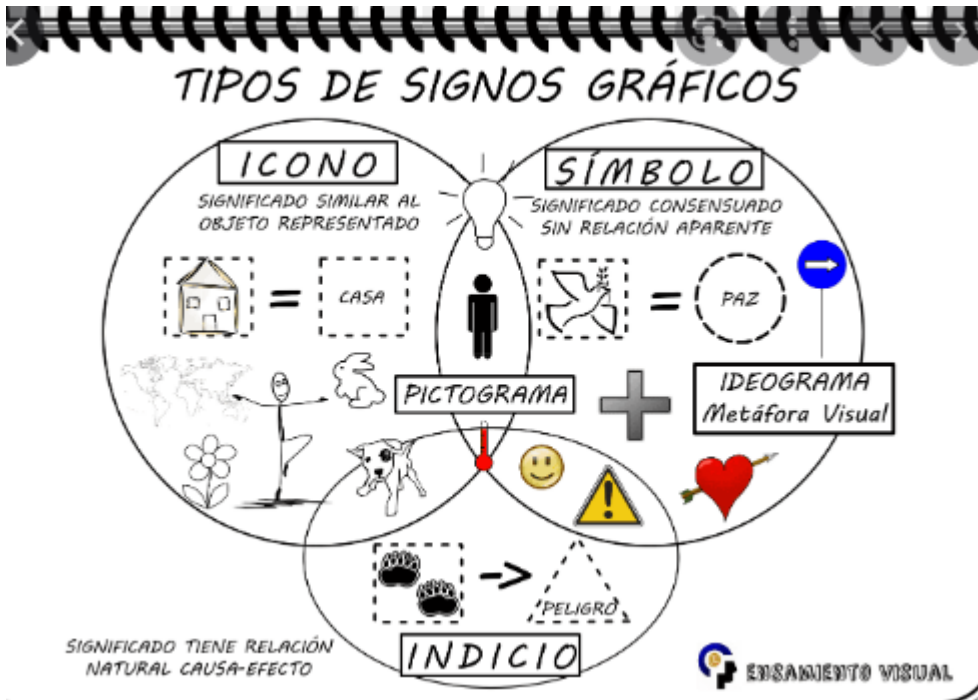 TIPOS DE SIGNOS GRÁFICOS
ICONO
SIGNIFICADO SIMILAR AL
OBJETO REPRESENTADO
CASA
SÍMBOLO
SIGNIFICADO CONSENSUADO
SIN RELACIÓN APARENTE
PAZ
PICTOGRAMA
IDEOGRAMA
Metáfora Visual
PELIGRO
INDICIO
SIGNIFICADO TIENE RELACIÓN
NATURAL CAUSA-EFECTO
ENSAMIENTO VISUAL